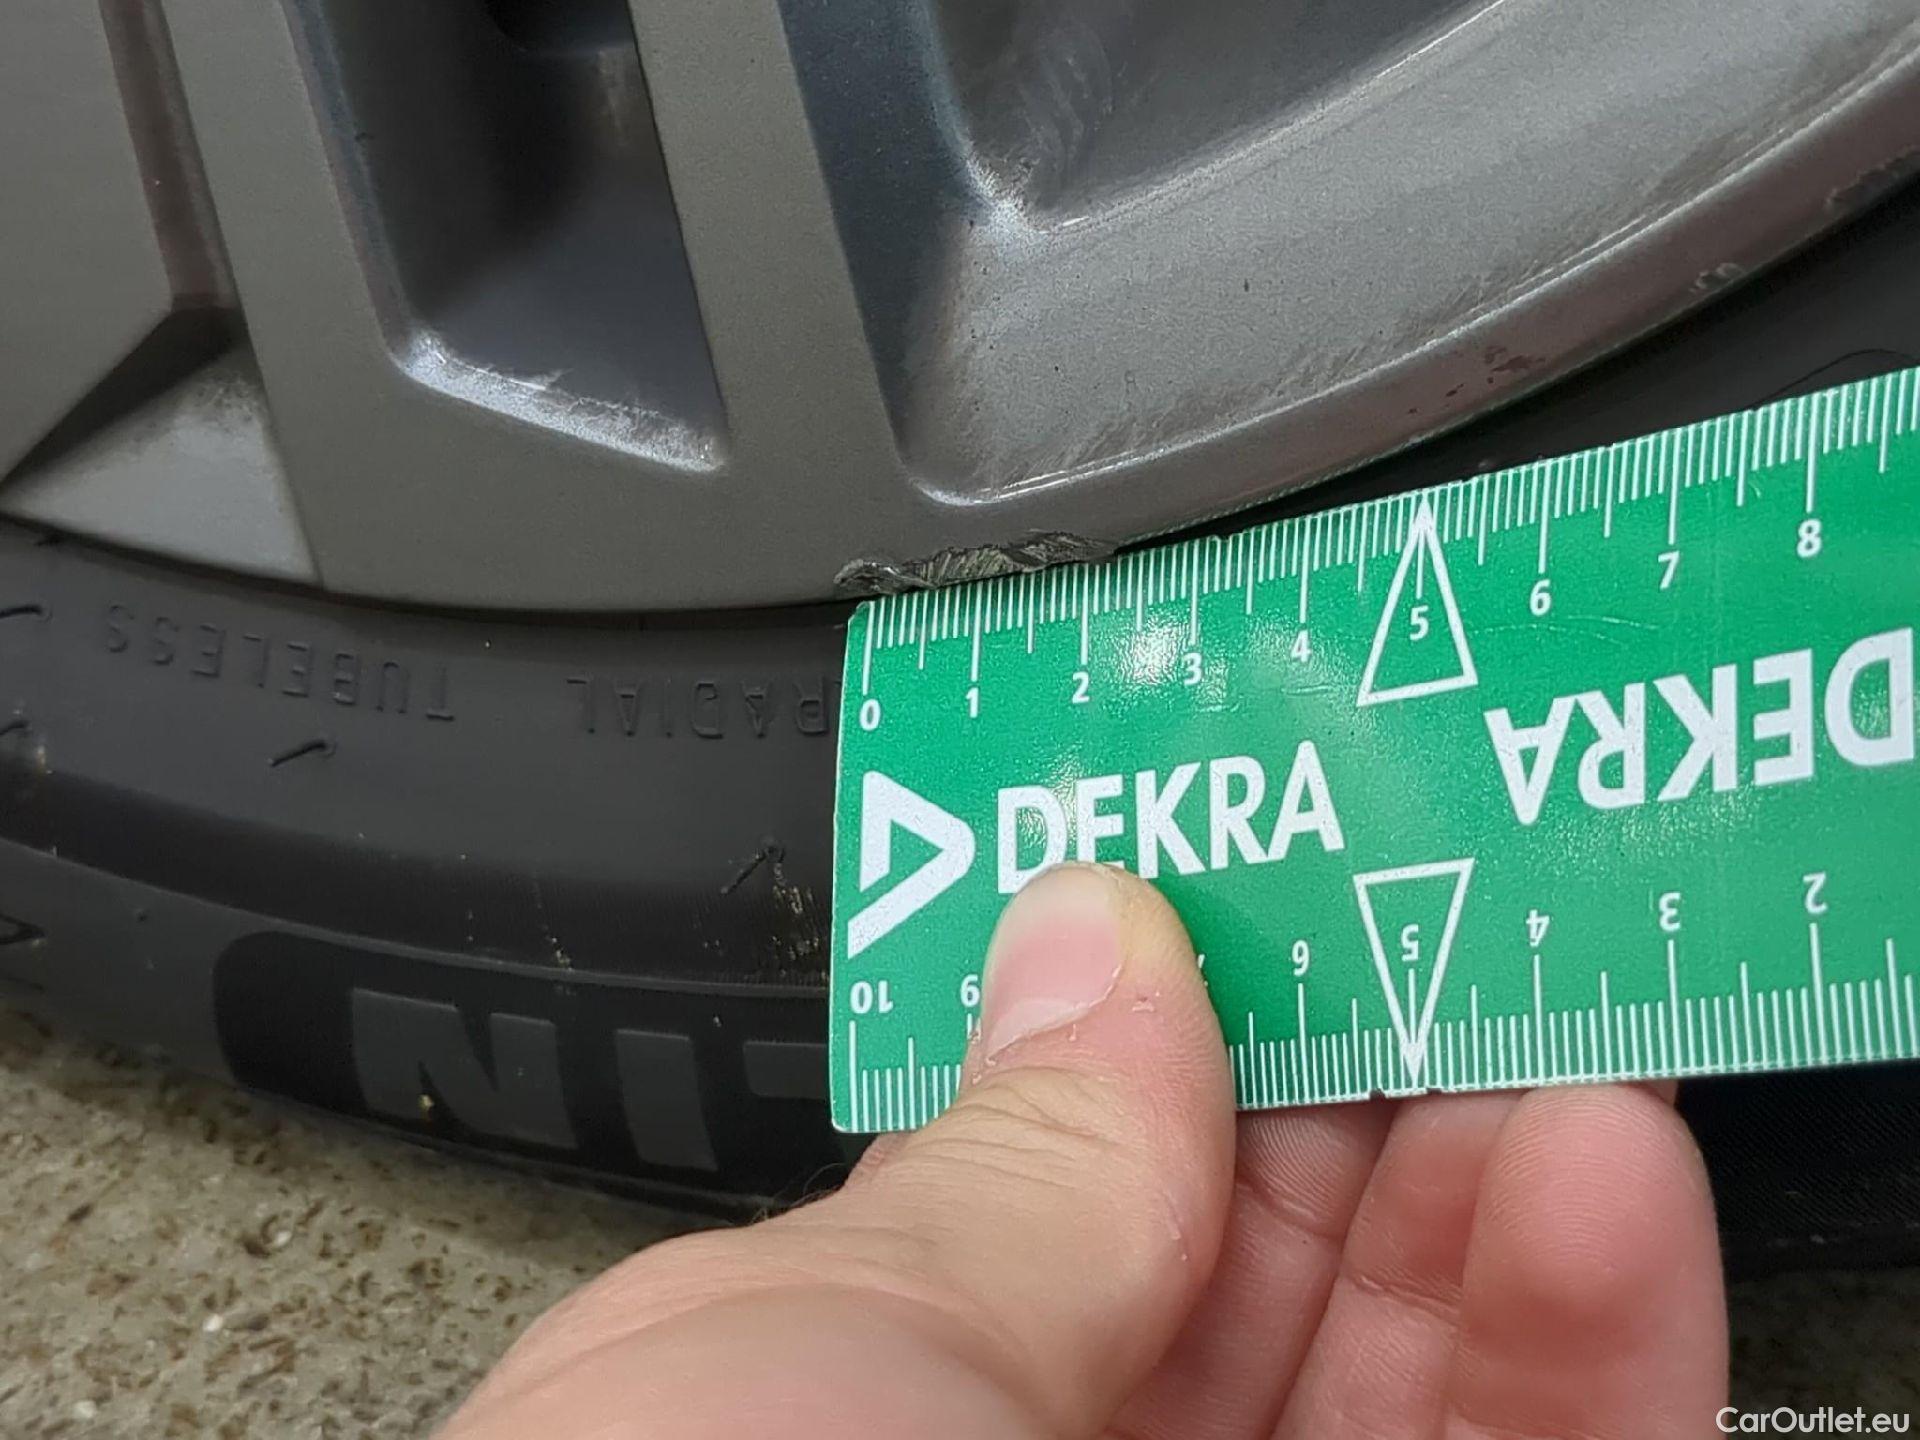 TUBELESS
RADIAL
0 1 2 3 4 5 6 7 8
DEKRA
DEKRA
10 9 6 5 4 3 2
CarOutlet.eu